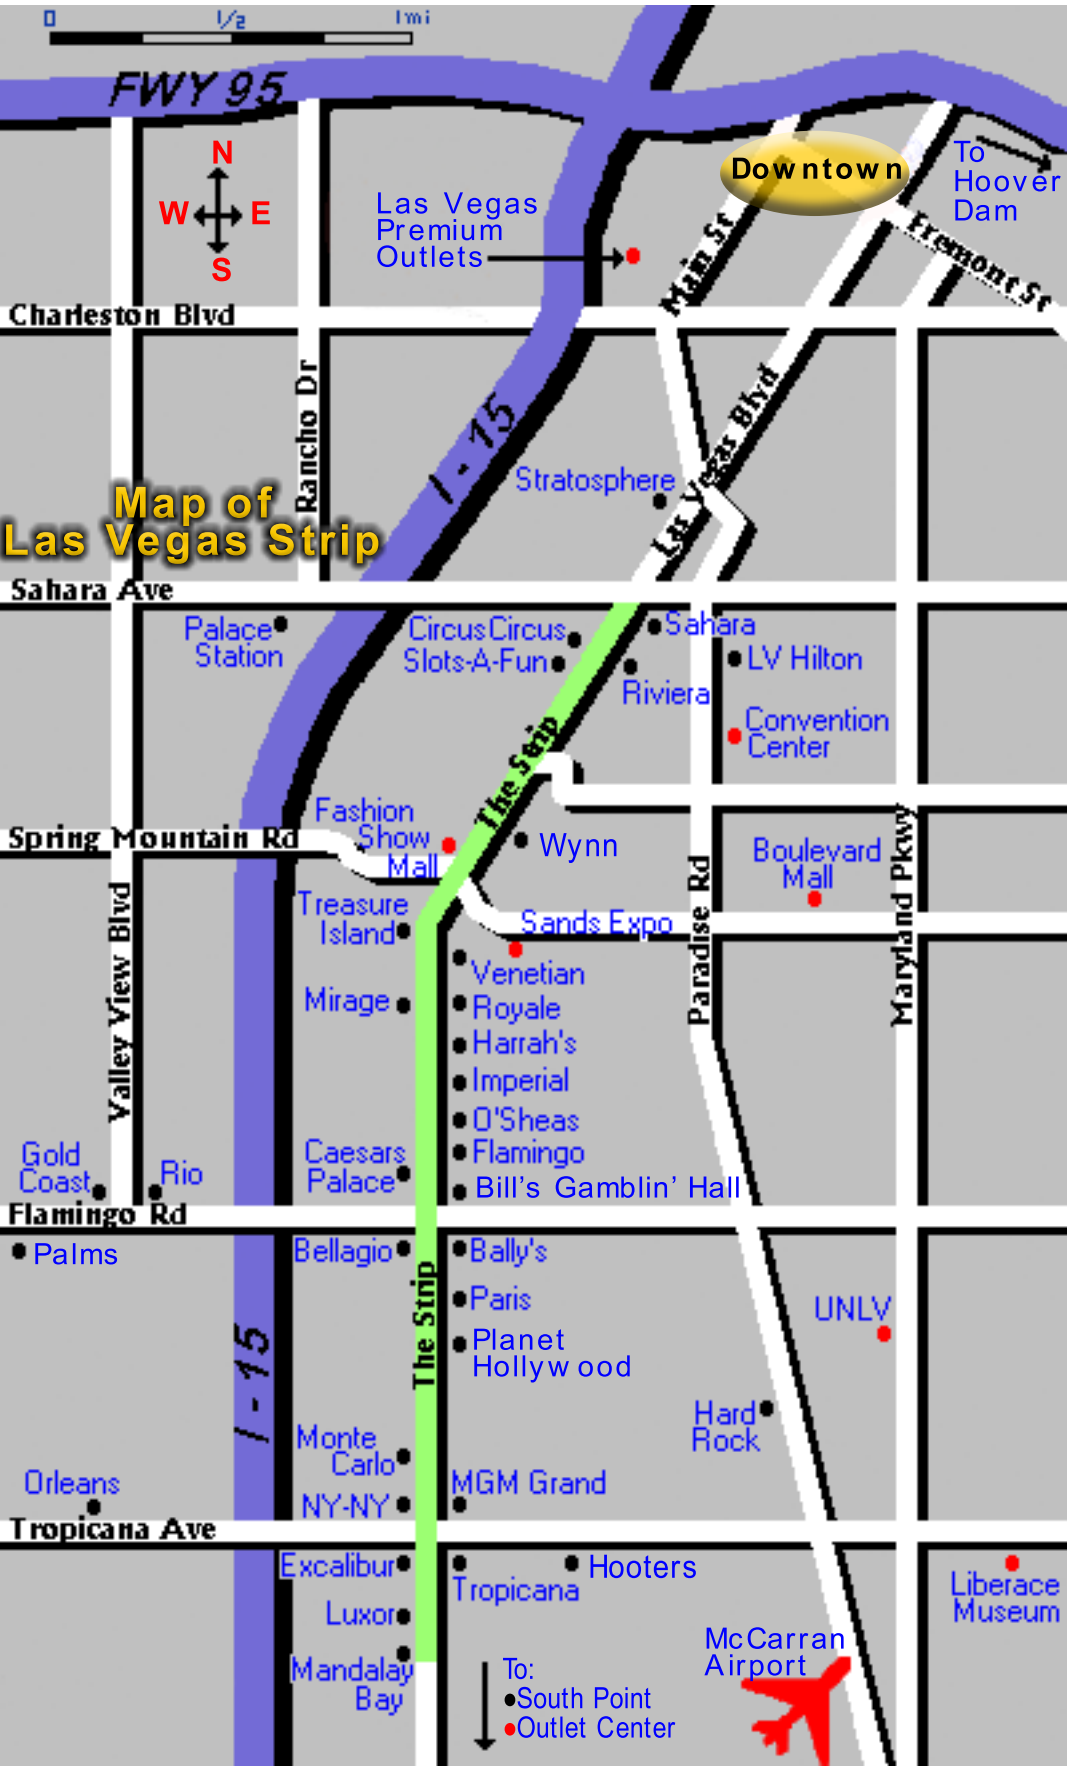 0 1/2 1mi
FWY 95
N
W E
S
Las Vegas
Premium
Outlets
Downtown
To
Hoover
Dam
Main St
Fremont St
Charleston Blvd
Rancho Dr
I - 15
Las Vegas Blvd
Stratosphere
Map of
Las Vegas Strip
Sahara Ave
Palace
Station
Circus Circus
Slots-A-Fun
Sahara
LV Hilton
Riviera
Convention
Center
The Strip
Fashion
Show
Mall
Spring Mountain Rd
Wynn
Boulevard
Mall
Valley View Blvd
Paradise Rd
Maryland Pkwy
Treasure
Island
Sands Expo
Venetian
Mirage
Royale
Harrah's
Imperial
O'Sheas
Flamingo
Bill's Gamblin' Hall
Caesars
Palace
Gold
Coast
Rio
Flamingo Rd
Palms
Bellagio
Bally's
Paris
Planet
Hollywood
The Strip
I - 15
UNLV
Hard
Rock
Monte
Carlo
Orleans
NY-NY
MGM Grand
Tropicana Ave
Excalibur
Tropicana
Hooters
Luxor
Liberace
Museum
Mandalay
Bay
McCarran
Airport
To:
South Point
Outlet Center